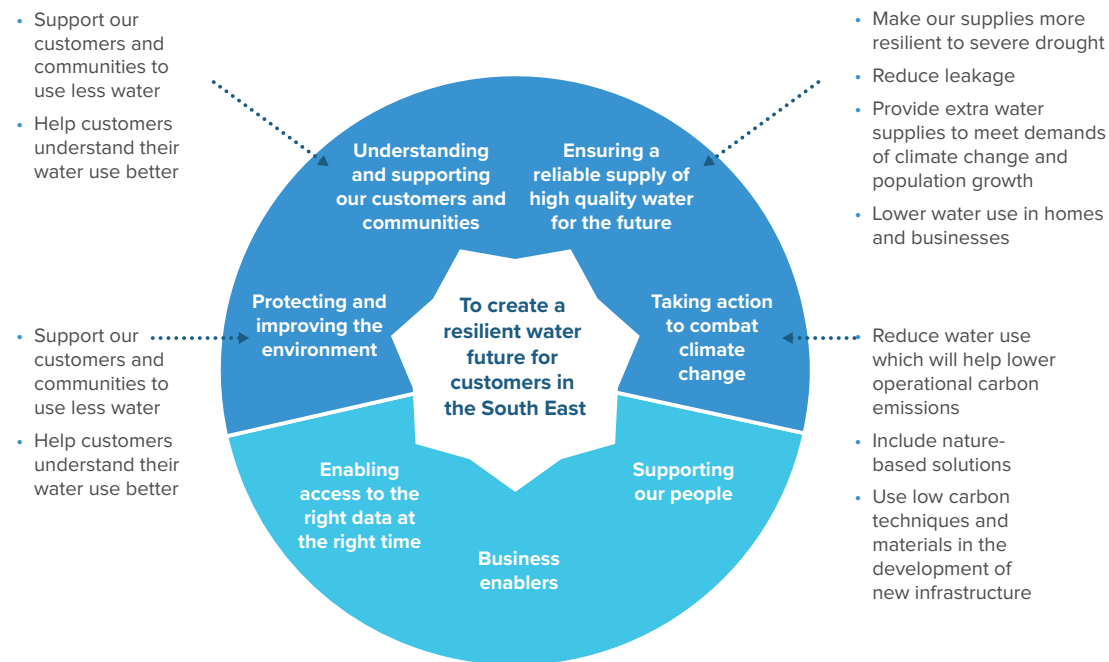 • Support our
customers and
communities to
use less water
• Help customers
understand their
water use better
• Make our supplies more
resilient to severe drought
• Reduce leakage
• Provide extra water
supplies to meet demands
of climate change and
population growth
• Lower water use in homes
and businesses
Understanding
and supporting
our customers and
communities
Ensuring a
reliable supply of
high quality water
for the future
Protecting and
improving the
environment
To create a
resilient water
future for
customers in
the South East
Taking action
to combat
climate
change
• Support our
customers and
communities to
use less water
• Help customers
understand their
water use better
• Reduce water use
which will help lower
operational carbon
emissions
• Include nature-
based solutions
• Use low carbon
techniques and
materials in the
development of
new infrastructure
Enabling
access to the
right data at
the right time
Business
enablers
Supporting
our people